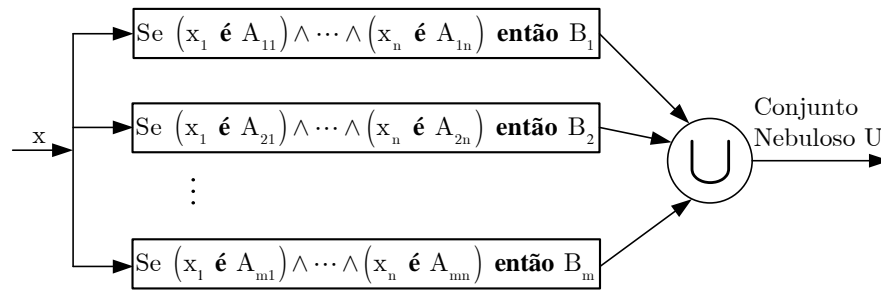 Se (x₁ é A₁₁) ∧ ⋯ ∧ (xₙ é A₁ₙ) então B₁
x
Se (x₁ é A₂₁) ∧ ⋯ ∧ (xₙ é A₂ₙ) então B₂
⋮
Se (x₁ é Aₘ₁) ∧ ⋯ ∧ (xₙ é Aₘₙ) então Bₘ
∪
Conjunto
Nebuloso U